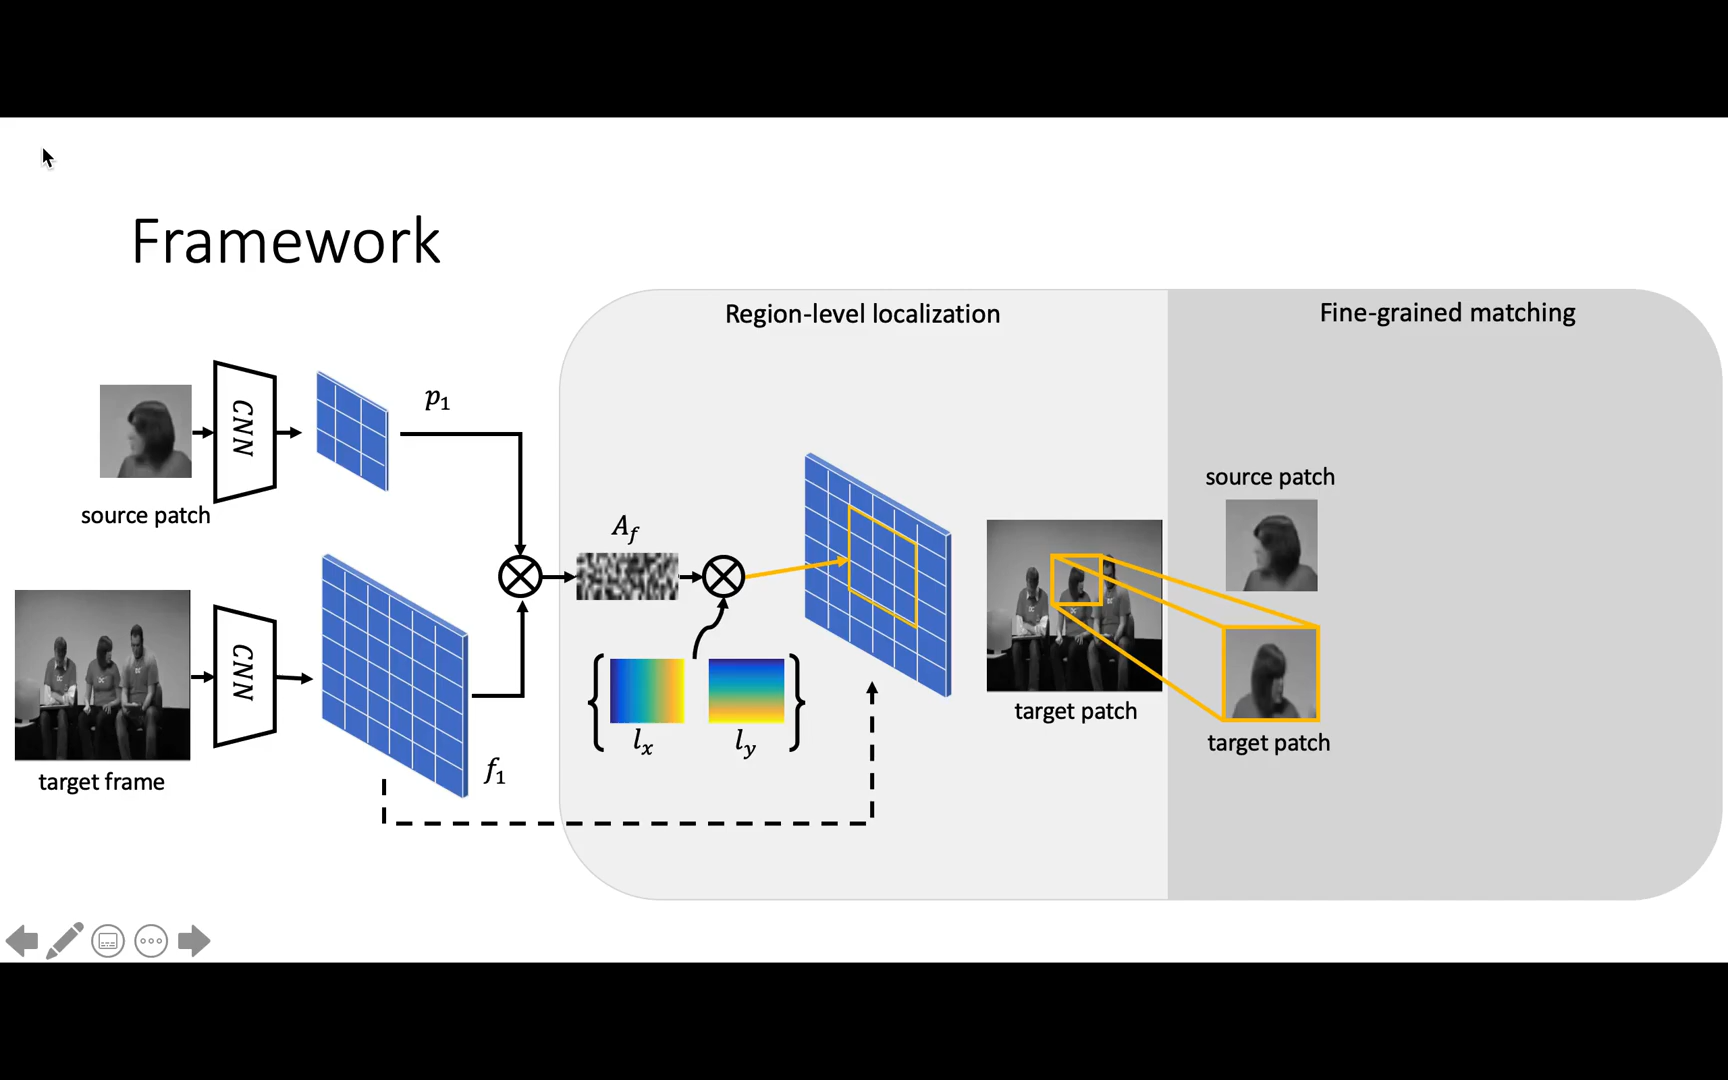 Framework
Region-level localization
Fine-grained matching
CNN
p₁
source patch
A_f
source patch
target patch
CNN
l_x
l_y
target patch
target frame
f₁